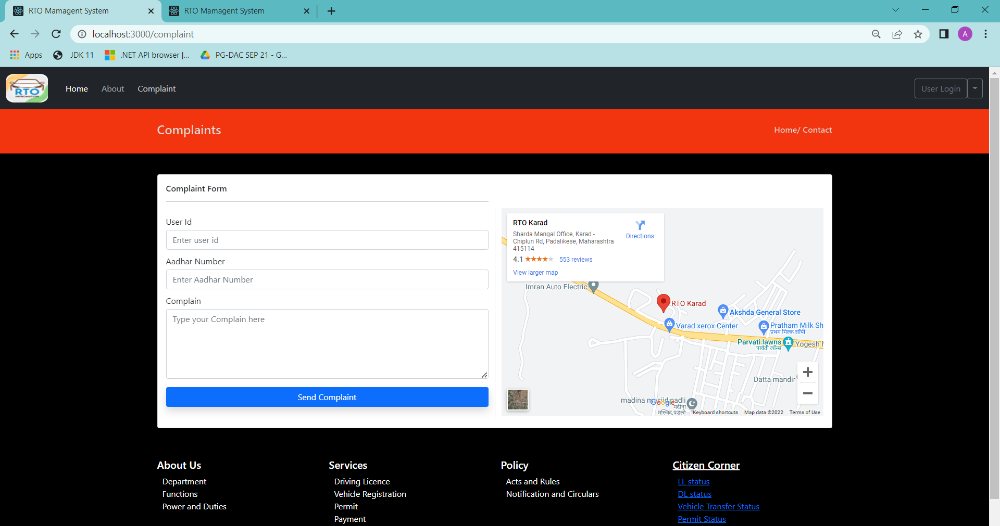 RTO Mamagent System
RTO Mamagent System
localhost:3000/complaint
A
Apps
JDK 11
.NET API browser |...
PG-DAC SEP 21 - G...
RTO
INFROMATION
Home
About
Complaint
User Login
Complaints
Home/ Contact
Complaint Form
User Id
Enter user id
Aadhar Number
Enter Aadhar Number
Complain
Type your Complain here
Send Complaint
RTO Karad
Sharda Mangal Office, Karad -
Chiplun Rd, Padalikese, Maharashtra
415114
4.1
553 reviews
View larger map
Directions
Imran Auto Electric
RTO Karad
Akshda General Store
Varad xerox Center
Pratham Milk Sh
प्रथम मिल्क शॉपी
Parvati lawns
पार्वती लॉन्स
Yogesh
Datta mandir
madina masjid,padli
मदीना
मस्जिद,पडली
Google
Keyboard shortcuts
Map data ©2022
Terms of Use
About Us
Department
Functions
Power and Duties
Services
Driving Licence
Vehicle Registration
Permit
Payment
Policy
Acts and Rules
Notification and Circulars
Citizen Corner
LL status
DL status
Vehicle Transfer Status
Permit Status